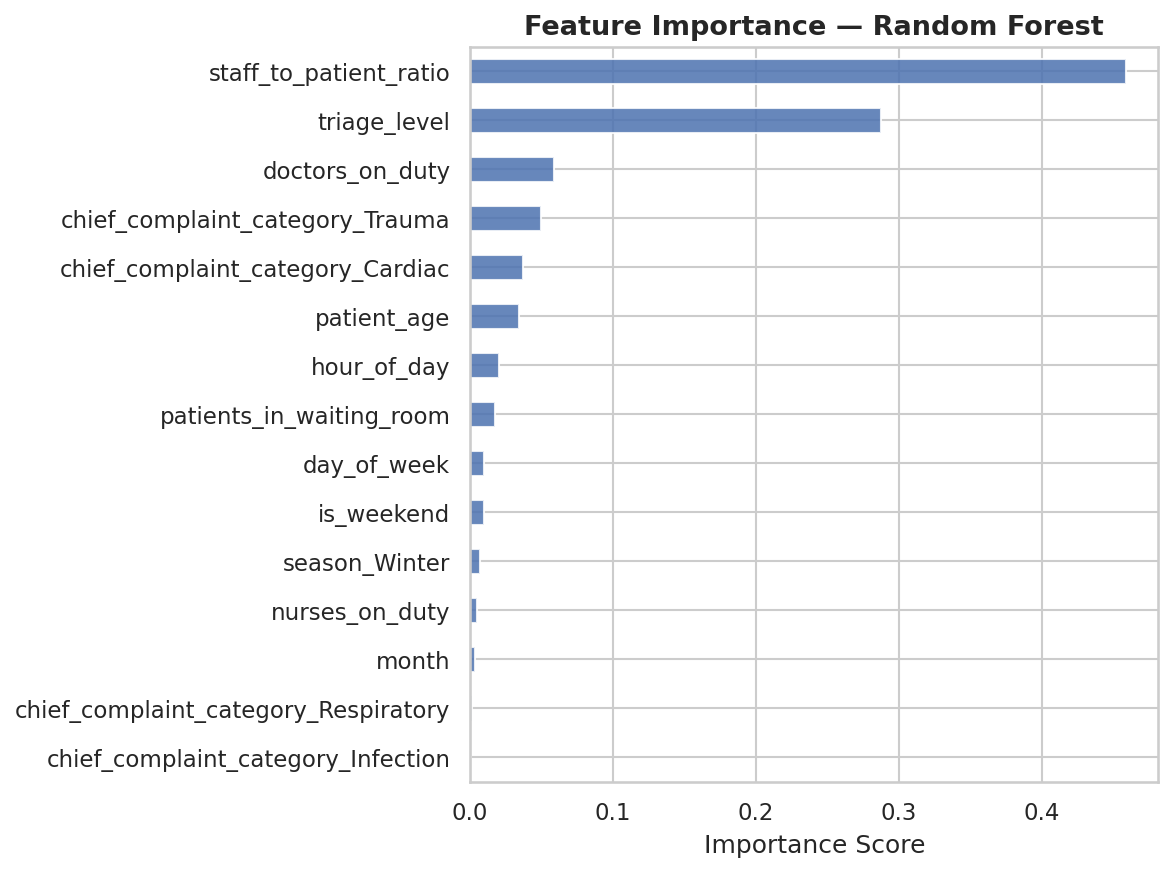 Feature Importance — Random Forest
staff_to_patient_ratio
triage_level
doctors_on_duty
chief_complaint_category_Trauma
chief_complaint_category_Cardiac
patient_age
hour_of_day
patients_in_waiting_room
day_of_week
is_weekend
season_Winter
nurses_on_duty
month
chief_complaint_category_Respiratory
chief_complaint_category_Infection
0.0 0.1 0.2 0.3 0.4
Importance Score